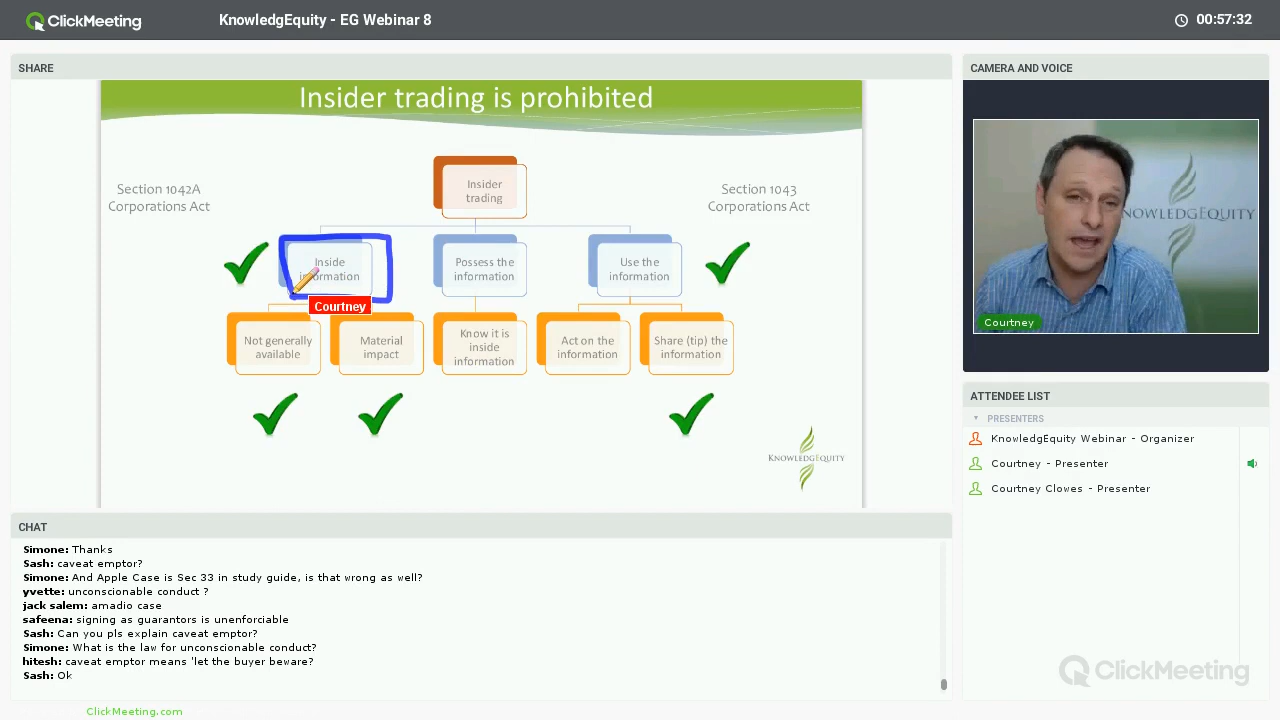 ClickMeeting
KnowledgEquity - EG Webinar 8
00:57:32
SHARE
Insider trading is prohibited
Section 1042A
Corporations Act
Insider
trading
Section 1043
Corporations Act
Inside
information
Possess the
information
Use the
information
Courtney
Not generally
available
Material
impact
Know it is
inside
information
Act on the
information
Share (tip) the
information
KNOWLEDGEQUITY
CAMERA AND VOICE
KNOWLEDGEQUITY
Courtney
ATTENDEE LIST
PRESENTERS
KnowledgEquity Webinar - Organizer
Courtney - Presenter
Courtney Clowes - Presenter
CHAT
Simone: Thanks
Sash: caveat emptor?
Simone: And Apple Case is Sec 33 in study guide, is that wrong as well?
yvette: unconscionable conduct ?
jack salem: amadio case
safeena: signing as guarantors is unenforciable
Sash: Can you pls explain caveat emptor?
Simone: What is the law for unconscionable conduct?
hitesh: caveat emptor means 'let the buyer beware?
Sash: Ok
ClickMeeting
ClickMeeting.com